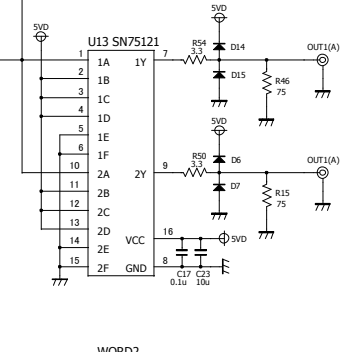 5VD
5VD
U13 SN75121
R54
3.3
D14
OUT1(A)
1 1A 1Y 7
D15
2 1B
R46
75
3 1C
4 1D
5VD
5 1E
6 1F
R50
3.3
D6
OUT1(A)
10 2A 2Y 9
D7
11 2B
R15
75
12 2C
13 2D
14 2E VCC 16 5VD
15 2F GND 8
C17 C23
0.1u 10u
WORD2